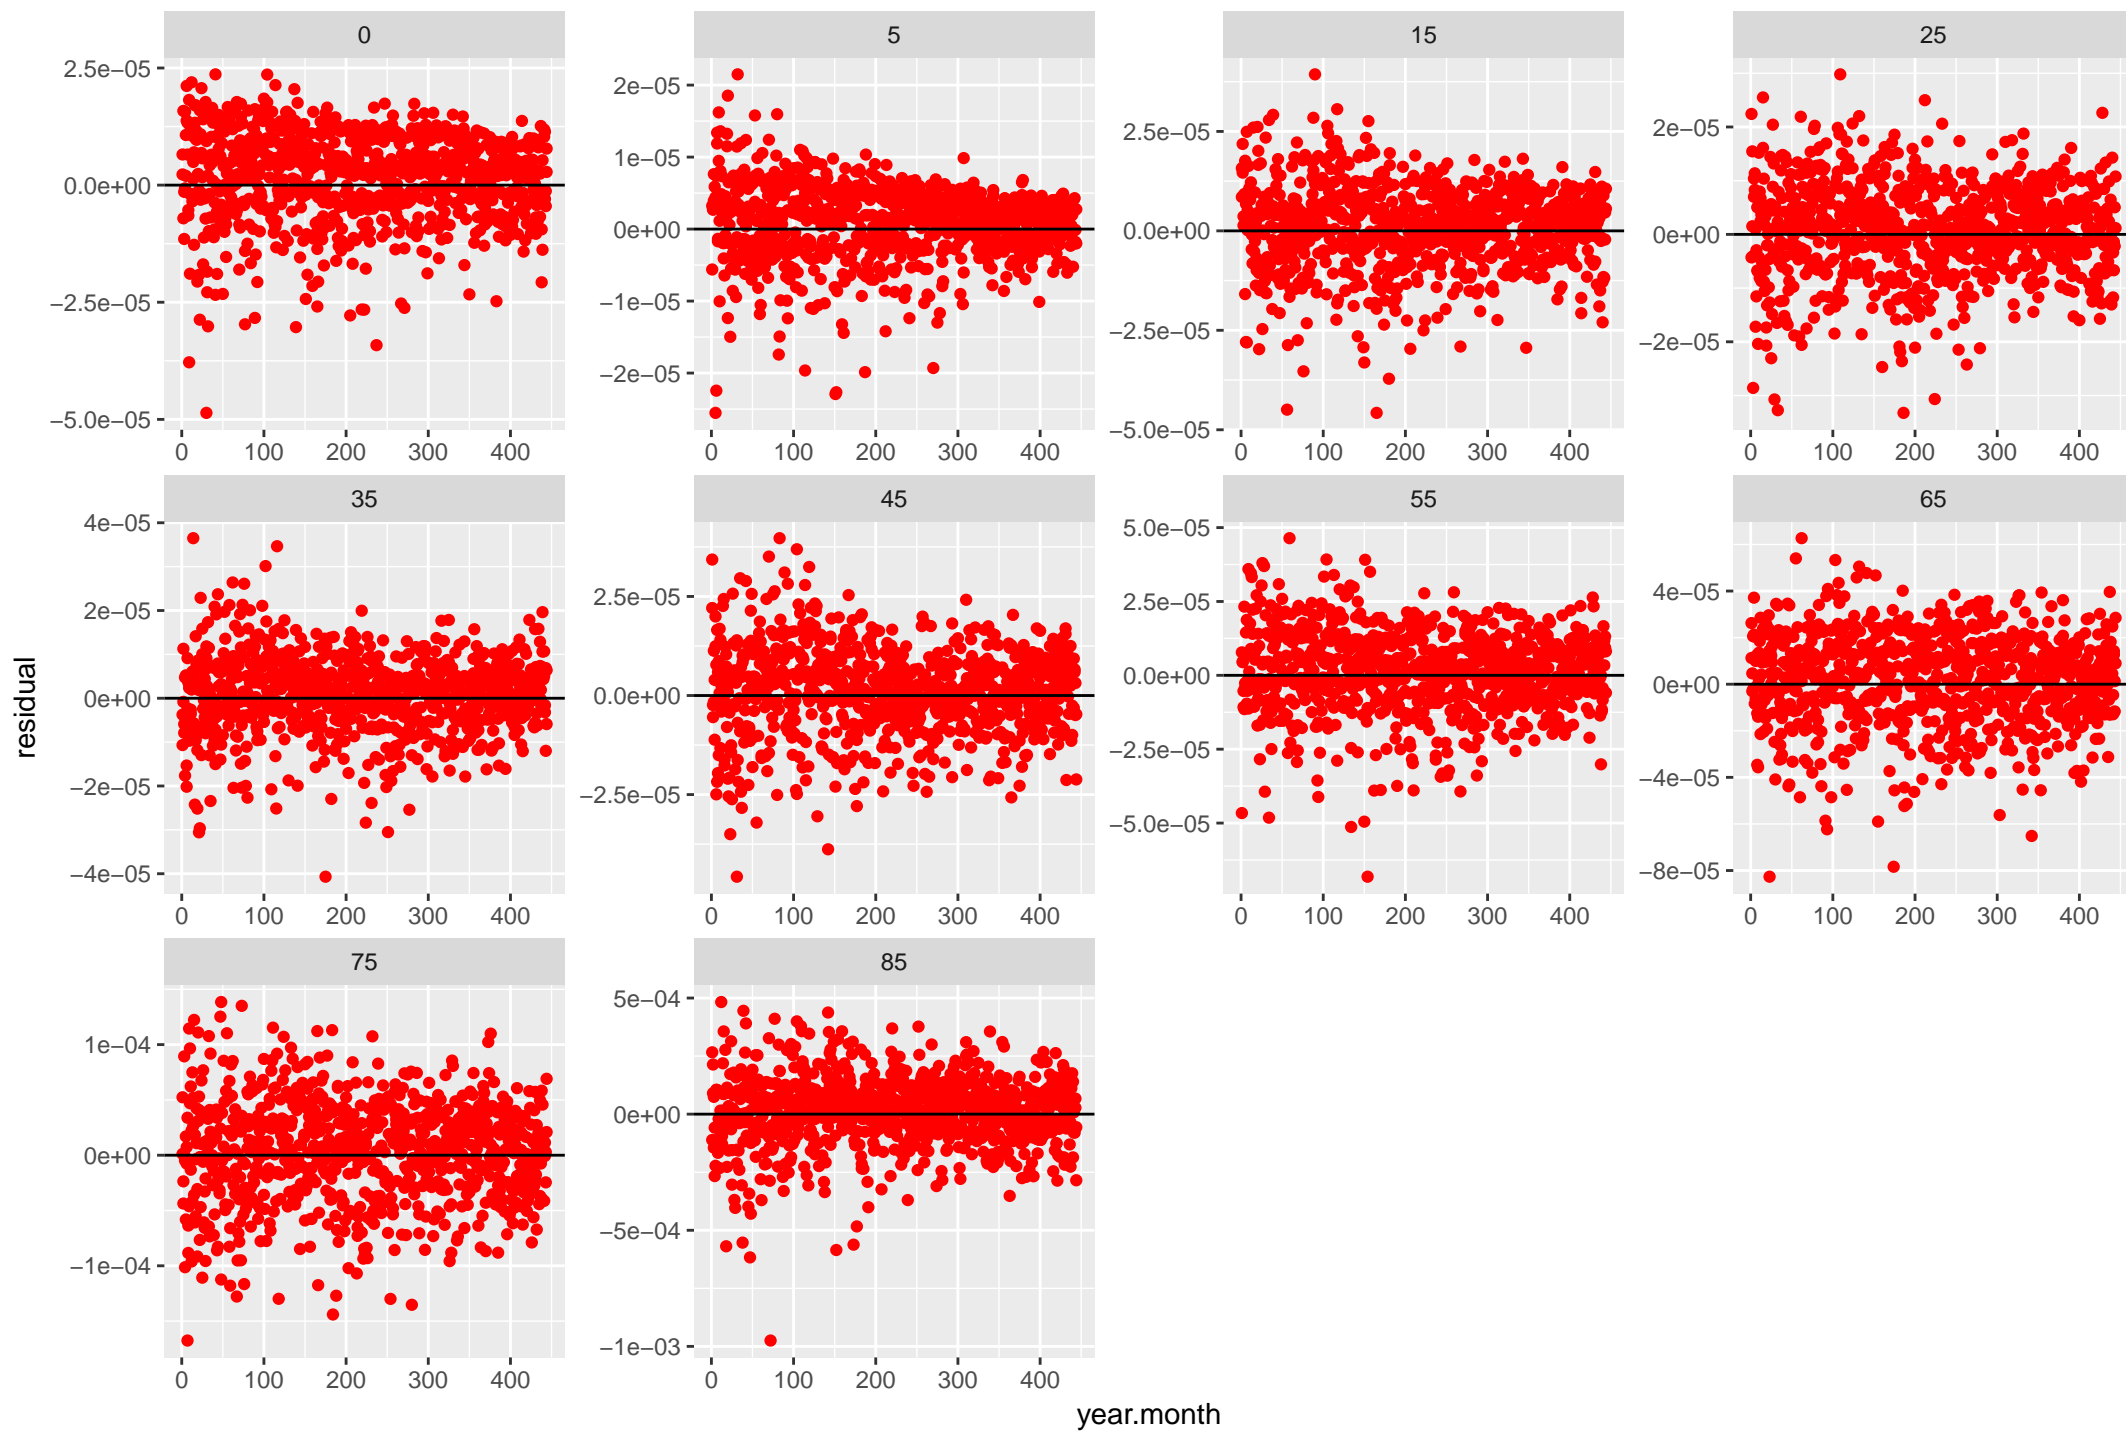 0 5 15 25
2.5e−05
0.0e+00
−2.5e−05
−5.0e−05
2e−05
1e−05
0e+00
−1e−05
−2e−05
2.5e−05
0.0e+00
−2.5e−05
−5.0e−05
2e−05
0e+00
−2e−05
0 100 200 300 400 0 100 200 300 400 0 100 200 300 400 0 100 200 300 400
35 45 55 65
4e−05
2e−05
0e+00
−2e−05
−4e−05
2.5e−05
0.0e+00
−2.5e−05
5.0e−05
2.5e−05
0.0e+00
−2.5e−05
−5.0e−05
4e−05
0e+00
−4e−05
−8e−05
0 100 200 300 400 0 100 200 300 400 0 100 200 300 400 0 100 200 300 400
75 85
1e−04
0e+00
−1e−04
5e−04
0e+00
−5e−04
−1e−03
0 100 200 300 400 0 100 200 300 400
residual
year.month